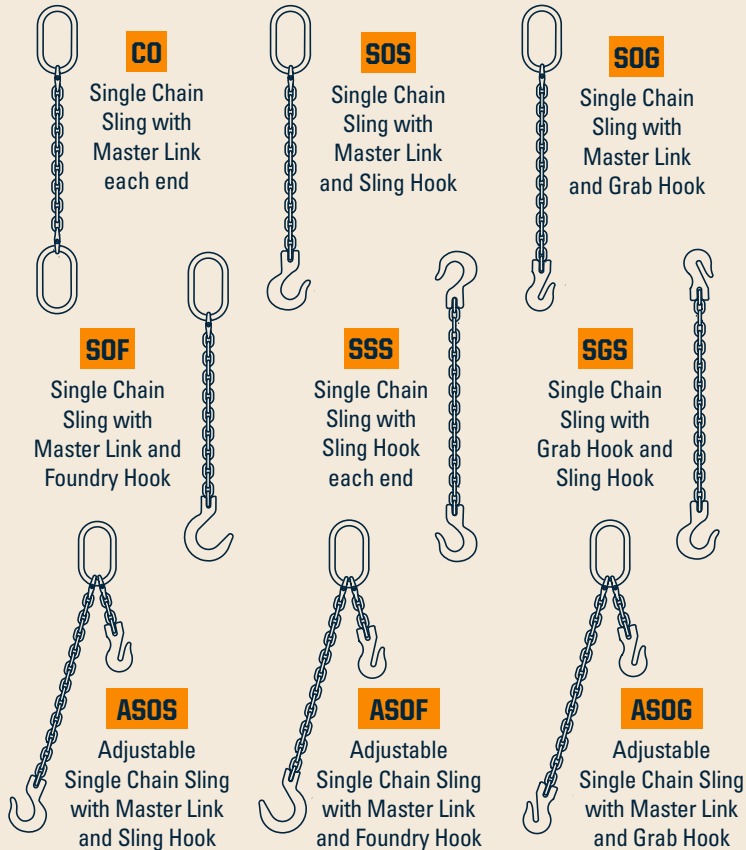 CO
Single Chain
Sling with
Master Link
each end
SOS
Single Chain
Sling with
Master Link
and Sling Hook
SOG
Single Chain
Sling with
Master Link
and Grab Hook
SOF
Single Chain
Sling with
Master Link and
Foundry Hook
SSS
Single Chain
Sling with
Sling Hook
each end
SGS
Single Chain
Sling with
Grab Hook and
Sling Hook
ASOS
Adjustable
Single Chain Sling
with Master Link
and Sling Hook
ASOF
Adjustable
Single Chain Sling
with Master Link
and Foundry Hook
ASOG
Adjustable
Single Chain Sling
with Master Link
and Grab Hook